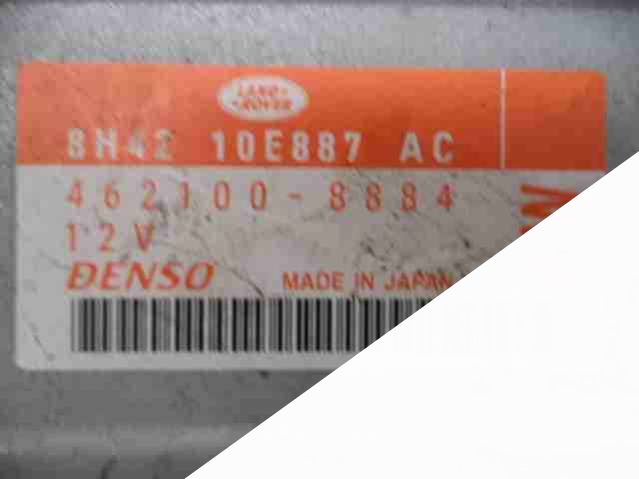 LAND-
-ROVER
8H42 10E887 AC
462100-8884
12V
DENSO
MADE IN JAPAN